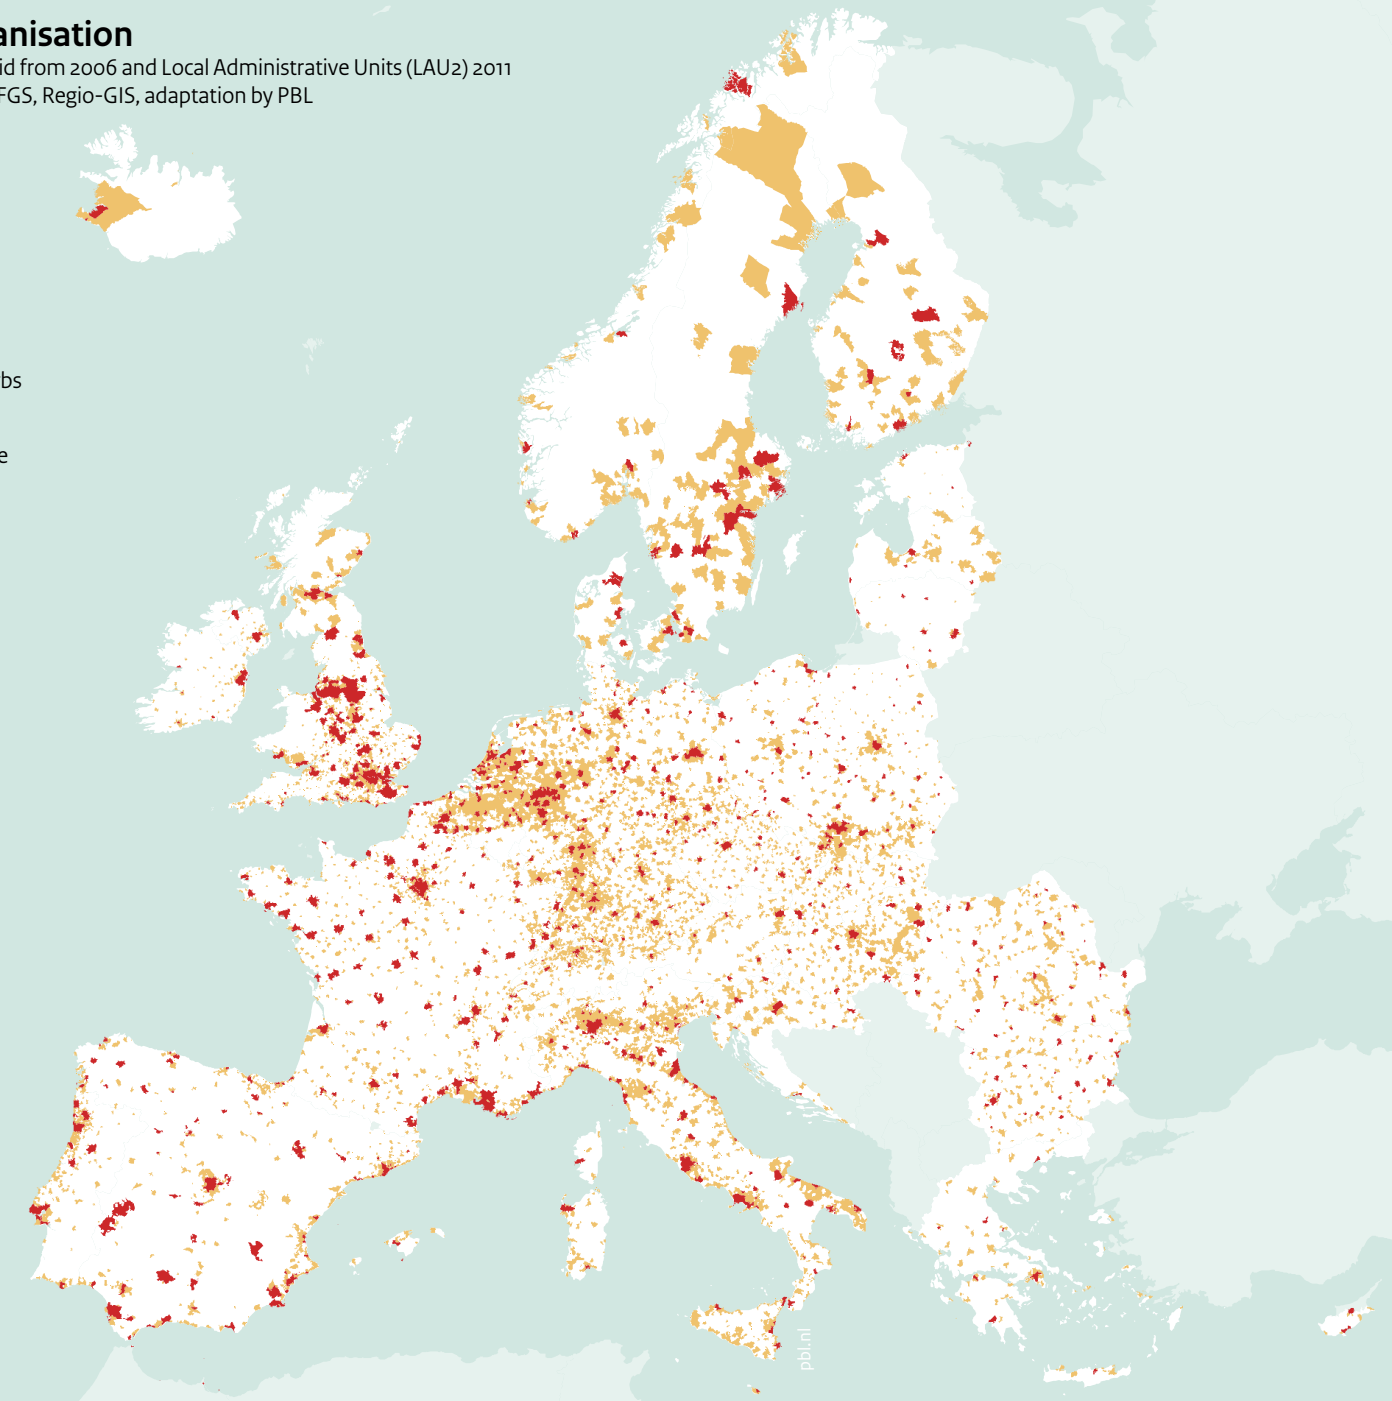 anisation
id from 2006 and Local Administrative Units (LAU2) 2011
FGS, Regio-GIS, adaptation by PBL
bs
e
pbl.nl